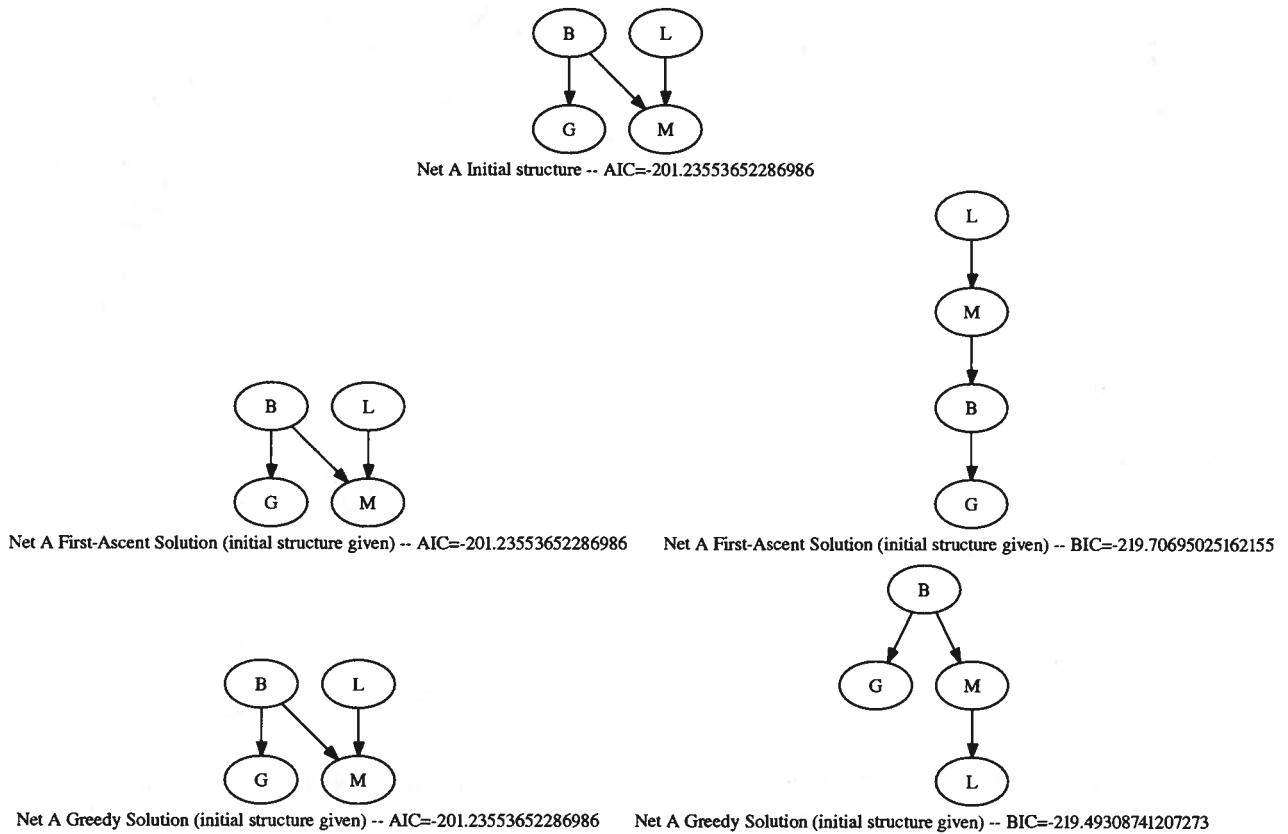 B L
G M
Net A Initial structure -- AIC=-201.23553652286986
L
M
B L
B
G M
G
Net A First-Ascent Solution (initial structure given) -- AIC=-201.23553652286986
Net A First-Ascent Solution (initial structure given) -- BIC=-219.70695025162155
B
B L
G M
G M
L
Net A Greedy Solution (initial structure given) -- AIC=-201.23553652286986
Net A Greedy Solution (initial structure given) -- BIC=-219.49308741207273